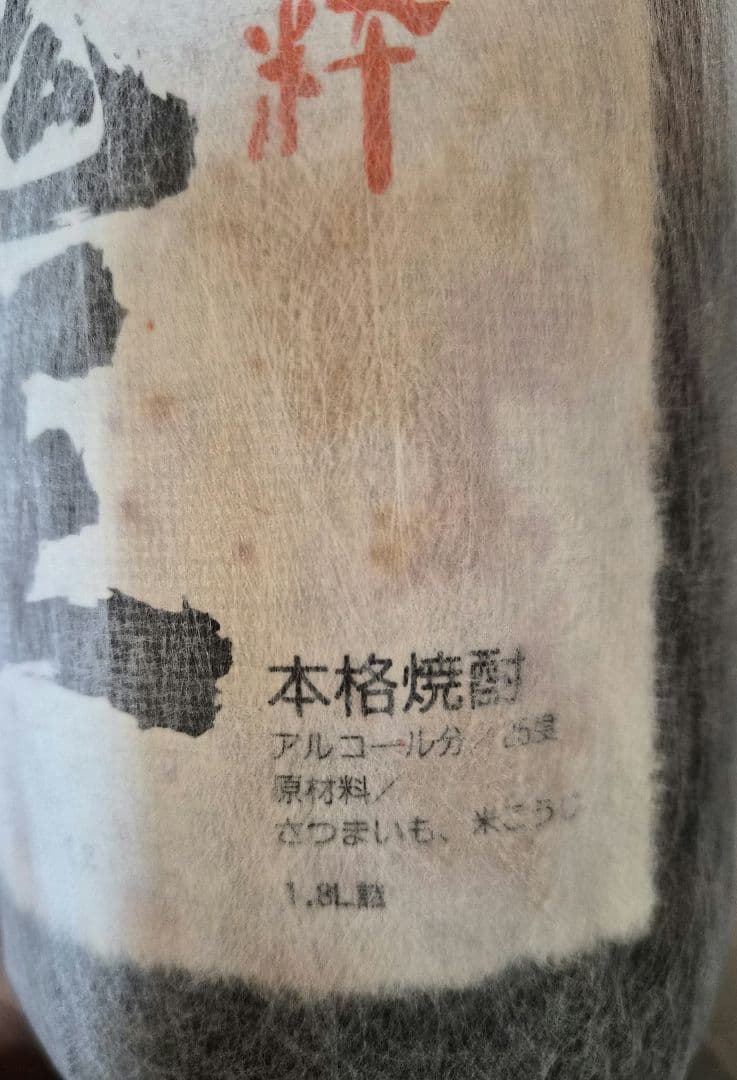 粋
本格焼酎
アルコール分/25度
原材料/
さつまいも、米こうじ
1.8L詰